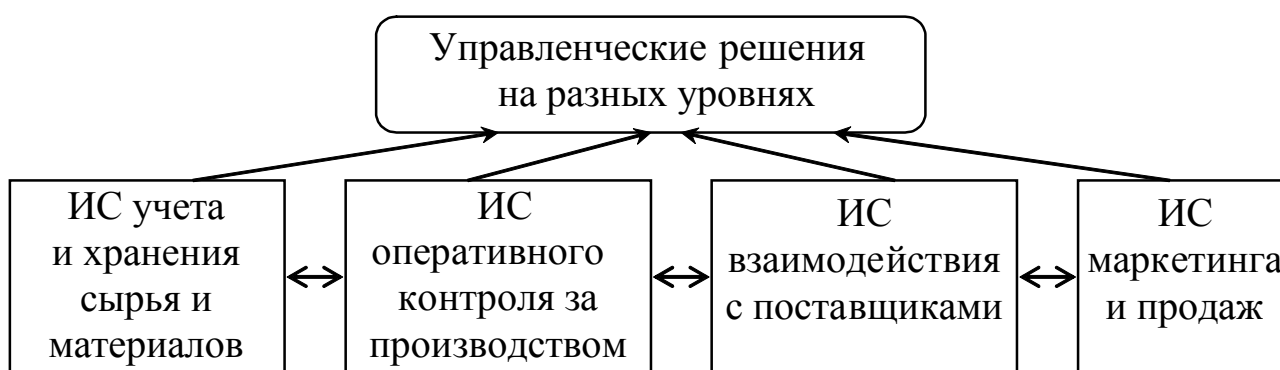 Управленческие решения
на разных уровнях
ИС учета
и хранения
сырья и
материалов
ИС
оперативного
контроля за
производством
ИС
взаимодействия
с поставщиками
ИС
маркетинга
и продаж